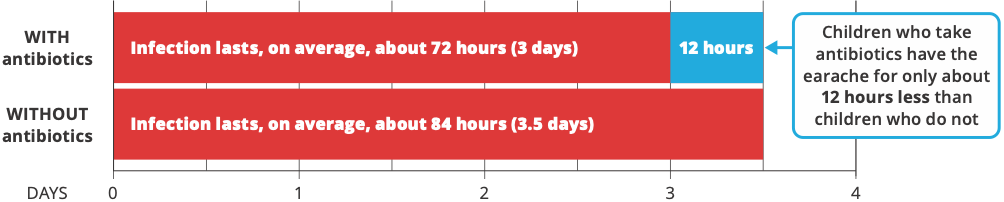 WITH
antibiotics
Infection lasts, on average, about 72 hours (3 days)
12 hours
Children who take
antibiotics have the
earache for only about
12 hours less than
children who do not
WITHOUT
antibiotics
Infection lasts, on average, about 84 hours (3.5 days)
DAYS 0 1 2 3 4